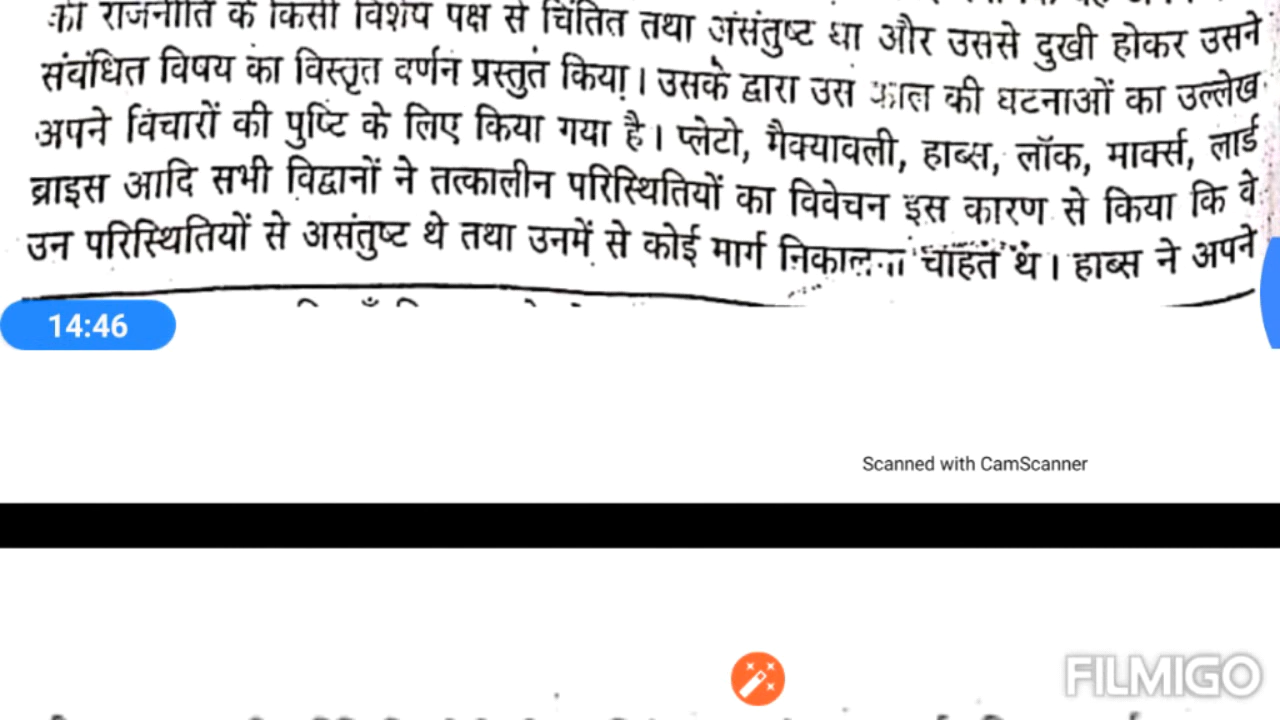 की राजनीति के किसी विशेष पक्ष से चिंतित तथा असंतुष्ट था और उससे दुखी होकर उसने
संबंधित विषय का विस्तृत वर्णन प्रस्तुत किया। उसके द्वारा उस काल की घटनाओं का उल्लेख
अपने विचारों की पुष्टि के लिए किया गया है। प्लेटो, मैक्यावली, हाब्स, लॉक, मार्क्स, लार्ड
ब्राइस आदि सभी विद्वानों ने तत्कालीन परिस्थितियों का विवेचन इस कारण से किया कि वे
उन परिस्थितियों से असंतुष्ट थे तथा उनमें से कोई मार्ग निकालना चाहते थे। हाब्स ने अपने
14:46
Scanned with CamScanner
FILMIGO